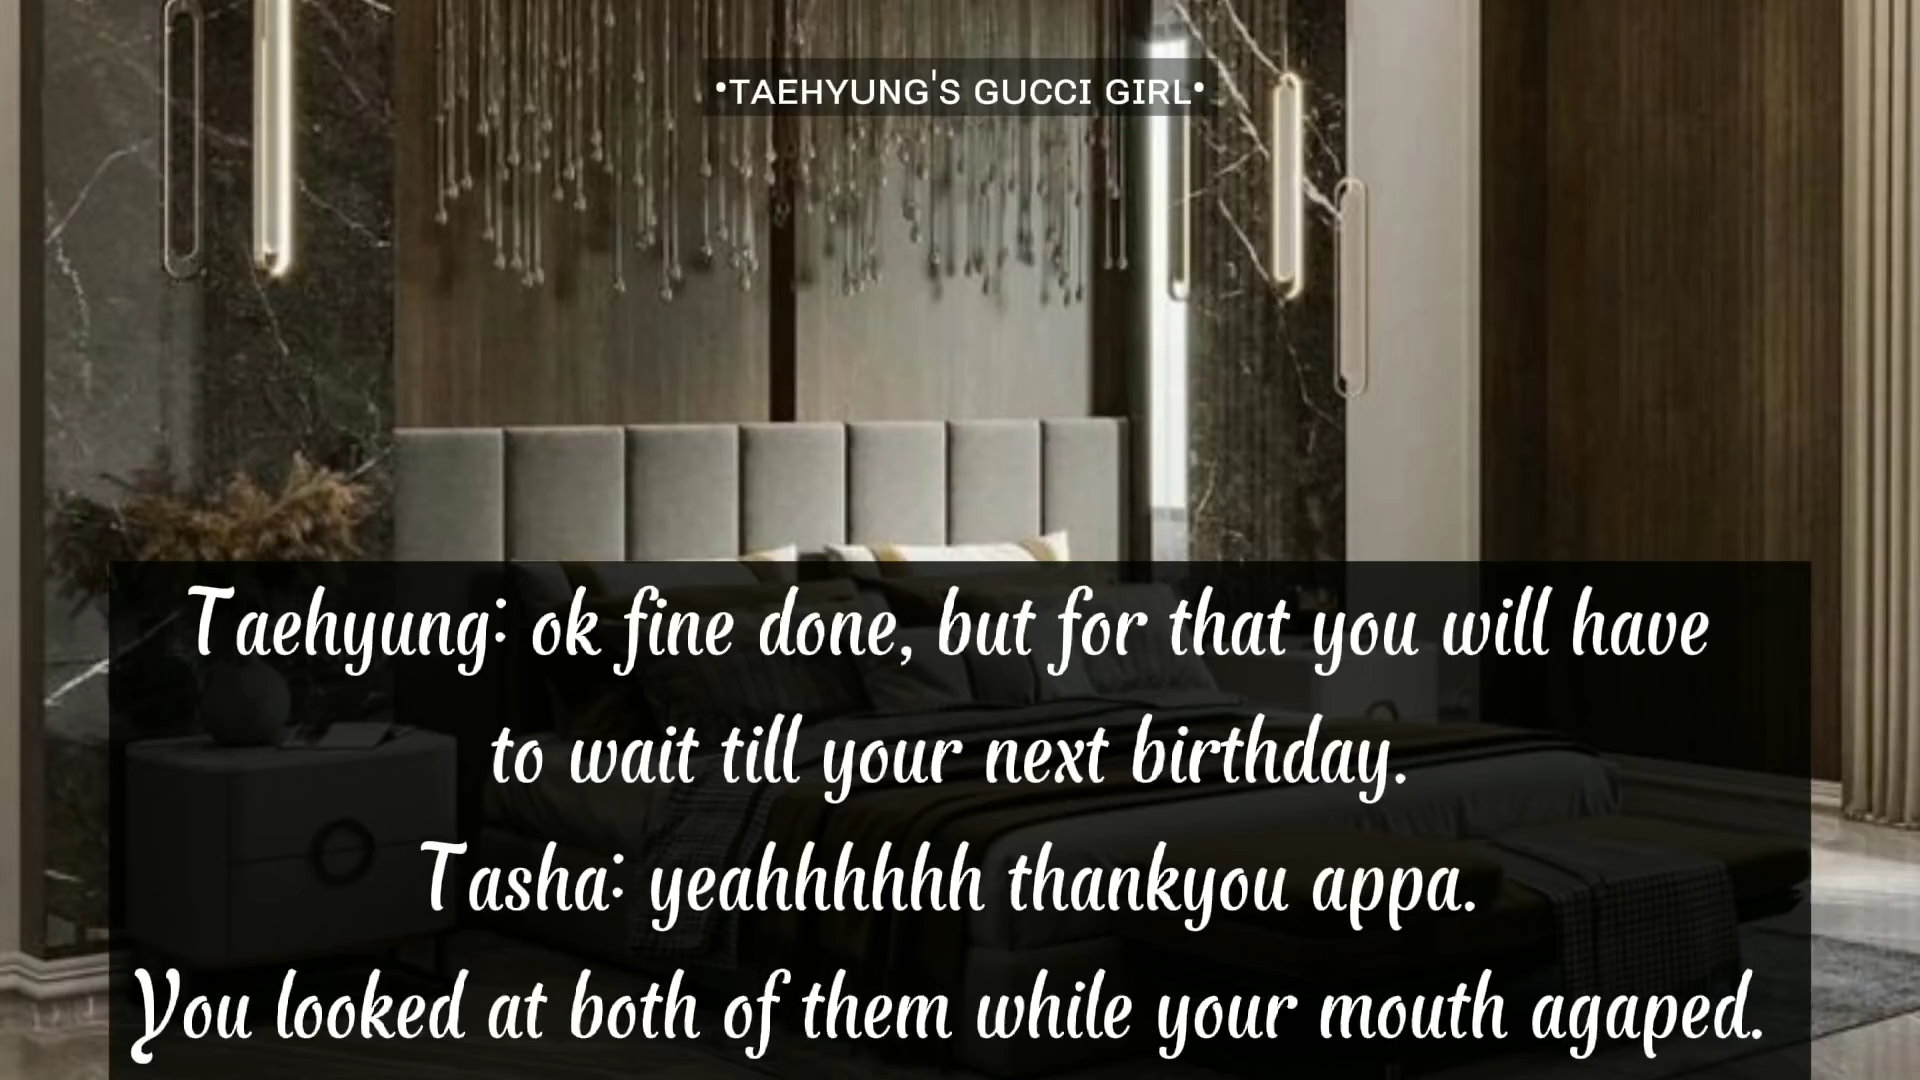 •TAEHYUNG'S GUCCI GIRL•
Taehyung: ok fine done, but for that you will have
to wait till your next birthday.
Tasha: yeahhhhhh thankyou appa.
You looked at both of them while your mouth agaped.